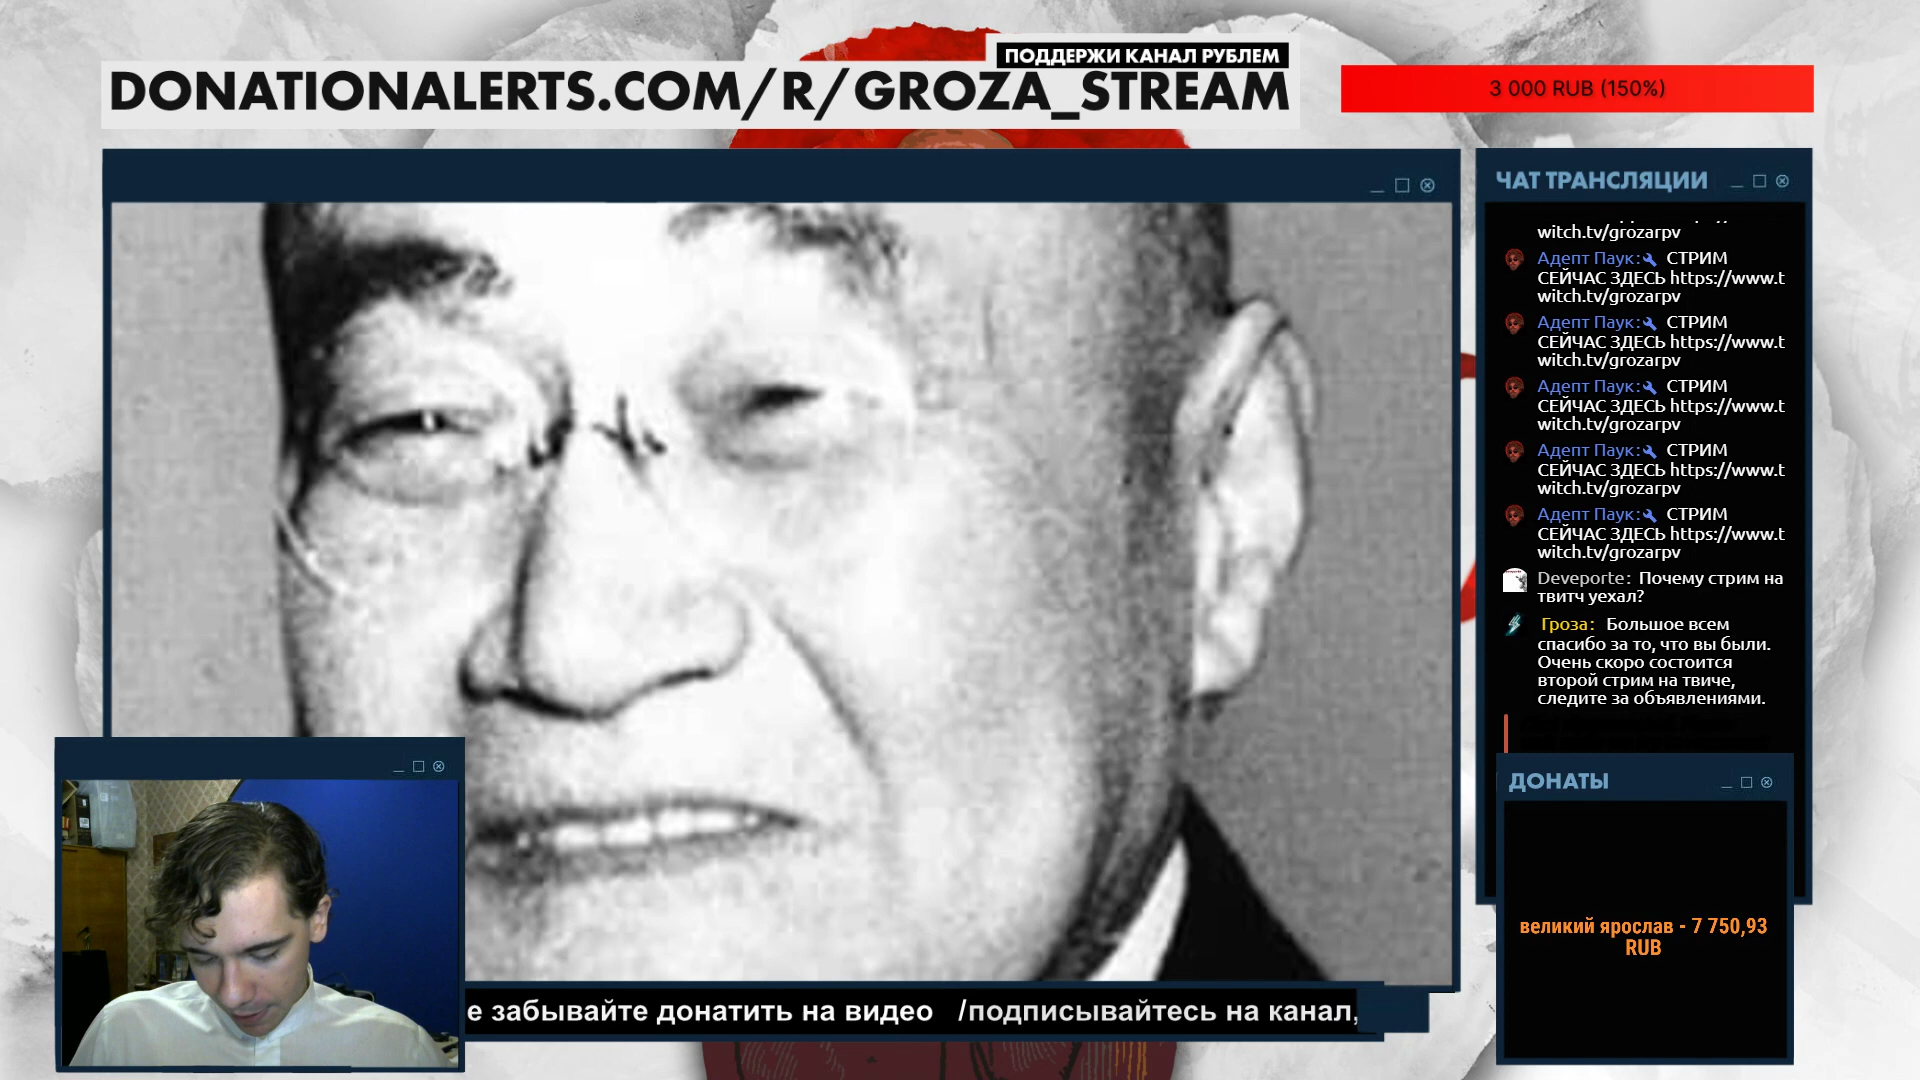 ПОДДЕРЖИ КАНАЛ РУБЛЕМ
DONATIONALERTS.COM/R/GROZA_STREAM
3 000 RUB (150%)
ЧАТ ТРАНСЛЯЦИИ
witch.tv/grozarpv
Адепт Паук: СТРИМ
СЕЙЧАС ЗДЕСЬ https://www.t
witch.tv/grozarpv
Адепт Паук: СТРИМ
СЕЙЧАС ЗДЕСЬ https://www.t
witch.tv/grozarpv
Адепт Паук: СТРИМ
СЕЙЧАС ЗДЕСЬ https://www.t
witch.tv/grozarpv
Адепт Паук: СТРИМ
СЕЙЧАС ЗДЕСЬ https://www.t
witch.tv/grozarpv
Адепт Паук: СТРИМ
СЕЙЧАС ЗДЕСЬ https://www.t
witch.tv/grozarpv
Deveporte: Почему стрим на
твитч уехал?
Гроза: Большое всем
спасибо за то, что вы были.
Очень скоро состоится
второй стрим на твиче,
следите за объявлениями.
ДОНАТЫ
великий ярослав - 7 750,93
RUB
е забывайте донатить на видео /подписывайтесь на канал,